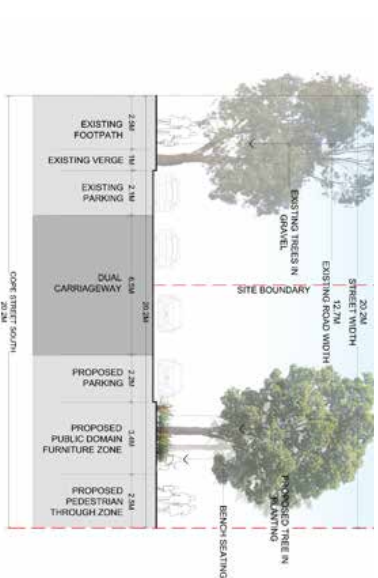 2.5M
EXISTING
FOOTPATH
1M
EXISTING VERGE
2.1M
EXISTING
PARKING
6.5M
DUAL
CARRIAGEWAY
20.2M
2.2M
PROPOSED
PARKING
3.4M
PROPOSED
PUBLIC DOMAIN
FURNITURE ZONE
2.5M
PROPOSED
PEDESTRIAN
THROUGH ZONE
COPE STREET SOUTH
20.2M
EXISTING TREES IN
GRAVEL
SITE BOUNDARY
20.2M
STREET WIDTH
12.7M
EXISTING ROAD WIDTH
PROPOSED TREE IN
PLANTING
BENCH SEATING